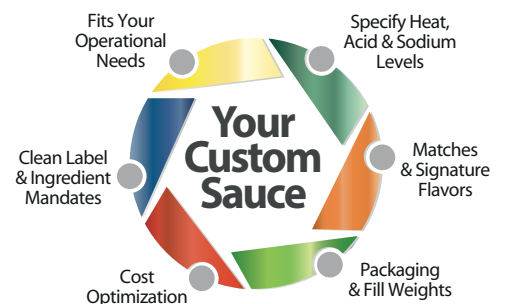 Fits Your
Operational
Needs
Specify Heat,
Acid & Sodium
Levels
Your
Custom
Sauce
Clean Label
& Ingredient
Mandates
Matches
& Signature
Flavors
Cost
Optimization
Packaging
& Fill Weights